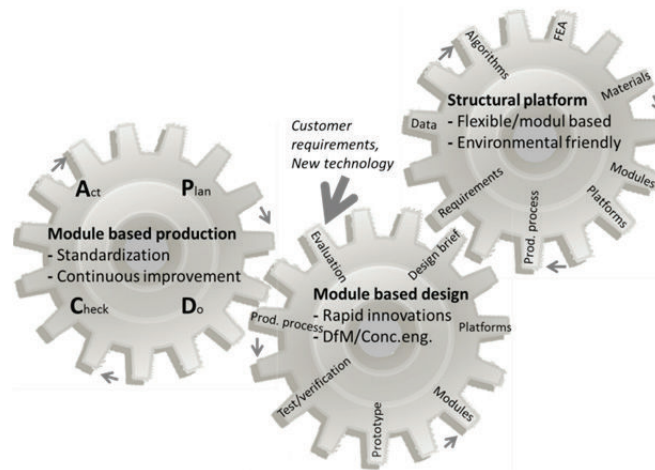 Act
Plan
Module based production
- Standardization
- Continuous improvement
Check
Do
Customer
requirements,
New technology
Evaluation
Design brief
Module based design
- Rapid innovations
- DfM/Conc.eng.
Prod. process
Platforms
Test/verification
Prototype
Modules
Algorithms
FEA
Materials
Structural platform
- Flexible/modul based
- Environmental friendly
Data
Modules
Requirements
Platforms
Prod. process